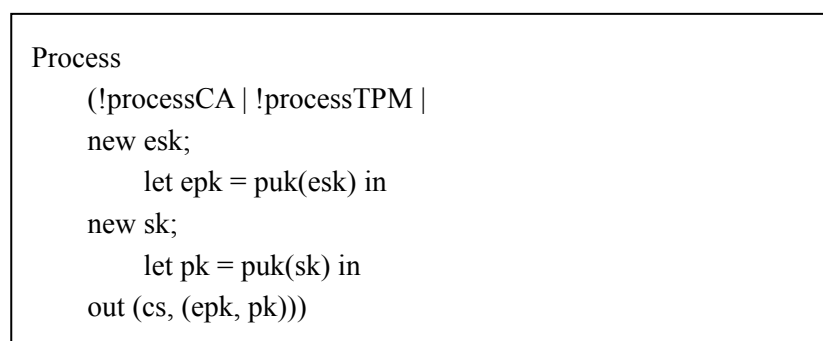 Process
(!processCA | !processTPM |
new esk;
let epk = puk(esk) in
new sk;
let pk = puk(sk) in
out (cs, (epk, pk)))